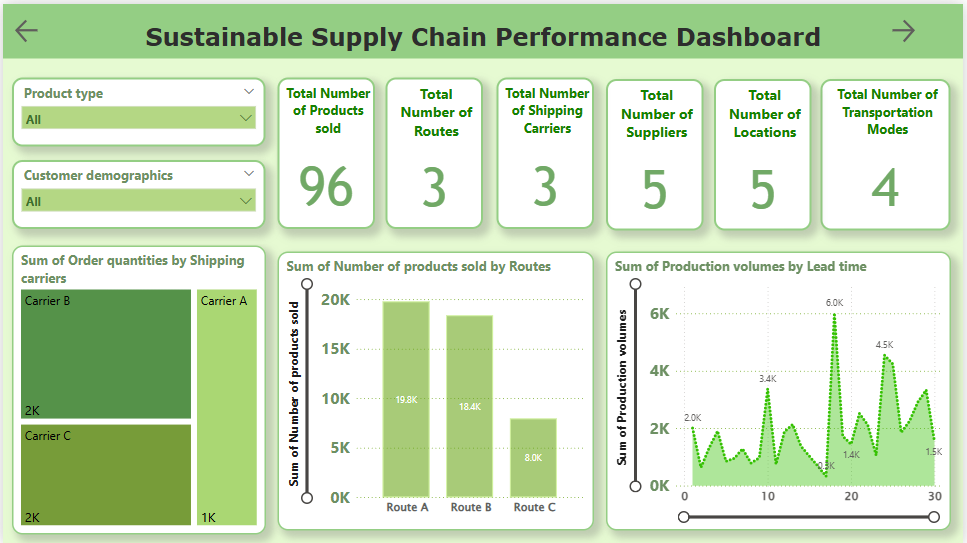 Sustainable Supply Chain Performance Dashboard
Product type
All
Customer demographics
All
Total Number
of Products
sold
96
Total
Number of
Routes
3
Total Number
of Shipping
Carriers
3
Total
Number of
Suppliers
5
Total
Number of
Locations
5
Total Number of
Transportation
Modes
4
Sum of Order quantities by Shipping
carriers
Carrier B
2K
Carrier C
2K
Carrier A
1K
Sum of Number of products sold by Routes
Sum of Number of products sold
20K
15K
10K
5K
0K
19.8K
18.4K
8.0K
Route A
Route B
Route C
Sum of Production volumes by Lead time
Sum of Production volumes
6K
4K
2K
0K
2.0K
3.4K
0.3K
6.0K
1.4K
4.5K
1.5K
0
10
20
30